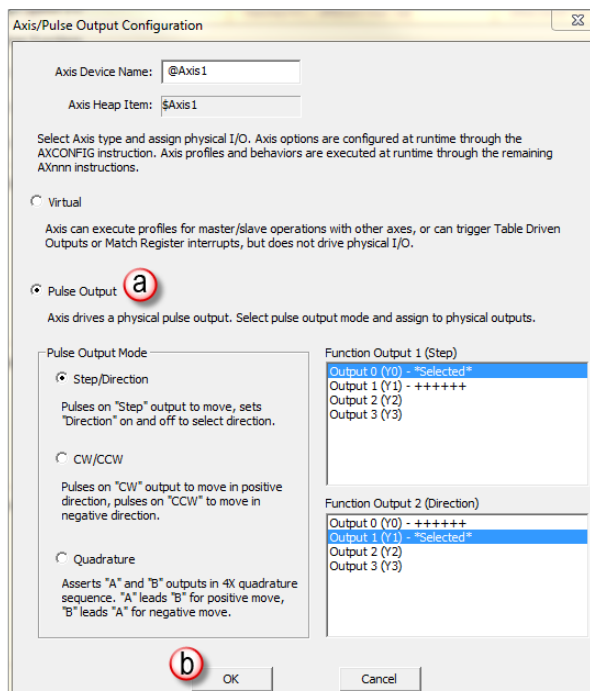 Axis/Pulse Output Configuration
Axis Device Name: @Axis1
Axis Heap Item: $Axis1
Select Axis type and assign physical I/O. Axis options are configured at runtime through the
AXCONFIG instruction. Axis profiles and behaviors are executed at runtime through the remaining
AXnnn instructions.
Virtual
Axis can execute profiles for master/slave operations with other axes, or can trigger Table Driven
Outputs or Match Register interrupts, but does not drive physical I/O.
Pulse Output a
Axis drives a physical pulse output. Select pulse output mode and assign to physical outputs.
Pulse Output Mode
Step/Direction
Pulses on "Step" output to move, sets
"Direction" on and off to select direction.
CW/CCW
Pulses on "CW" output to move in positive
direction, pulses on "CCW" to move in
negative direction.
Quadrature
Asserts "A" and "B" outputs in 4X quadrature
sequence. "A" leads "B" for positive move,
"B" leads "A" for negative move.
Function Output 1 (Step)
Output 0 (Y0) - *Selected*
Output 1 (Y1) - ++++++
Output 2 (Y2)
Output 3 (Y3)
Function Output 2 (Direction)
Output 0 (Y0) - ++++++
Output 1 (Y1) - *Selected*
Output 2 (Y2)
Output 3 (Y3)
b OK Cancel